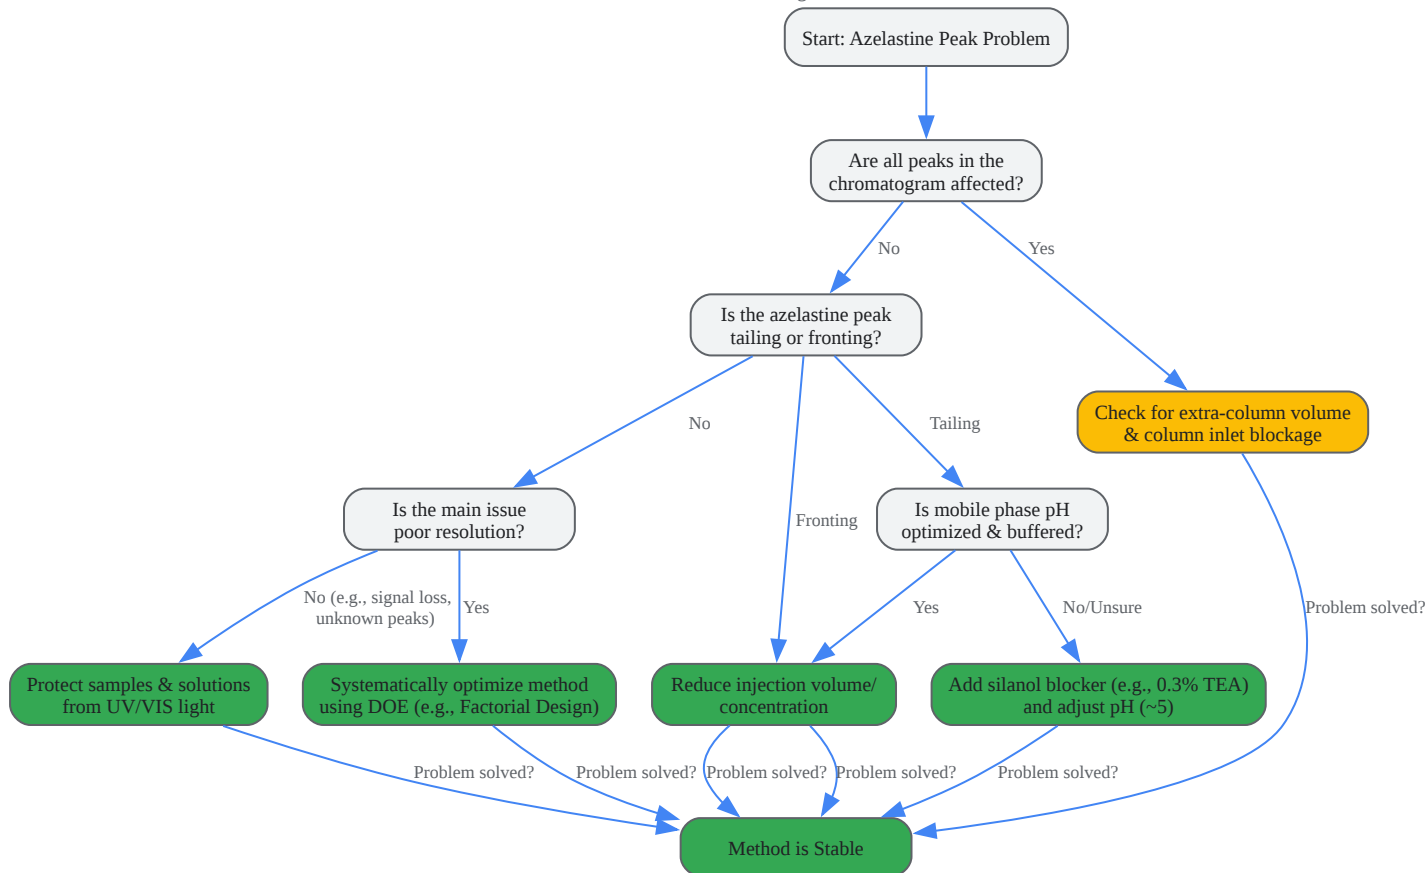 Start: Azelastine Peak Problem
Are all peaks in the
chromatogram affected?
No
Yes
Is the azelastine peak
tailing or fronting?
Check for extra-column volume
& column inlet blockage
No
Tailing
Fronting
Is the main issue
poor resolution?
Is mobile phase pH
optimized & buffered?
No (e.g., signal loss,
unknown peaks)
Yes
Yes
No/Unsure
Problem solved?
Protect samples & solutions
from UV/VIS light
Systematically optimize method
using DOE (e.g., Factorial Design)
Reduce injection volume/
concentration
Add silanol blocker (e.g., 0.3% TEA)
and adjust pH (~5)
Problem solved?
Problem solved?
Problem solved?
Problem solved?
Problem solved?
Method is Stable